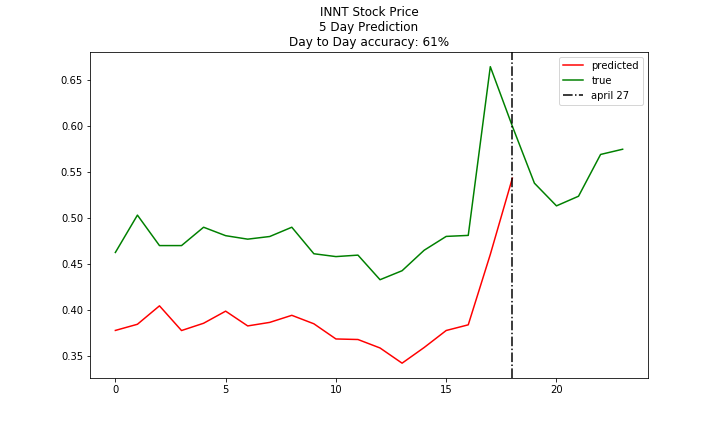 INNT Stock Price
5 Day Prediction
Day to Day accuracy: 61%
predicted
true
april 27
0.65
0.60
0.55
0.50
0.45
0.40
0.35
0 5 10 15 20